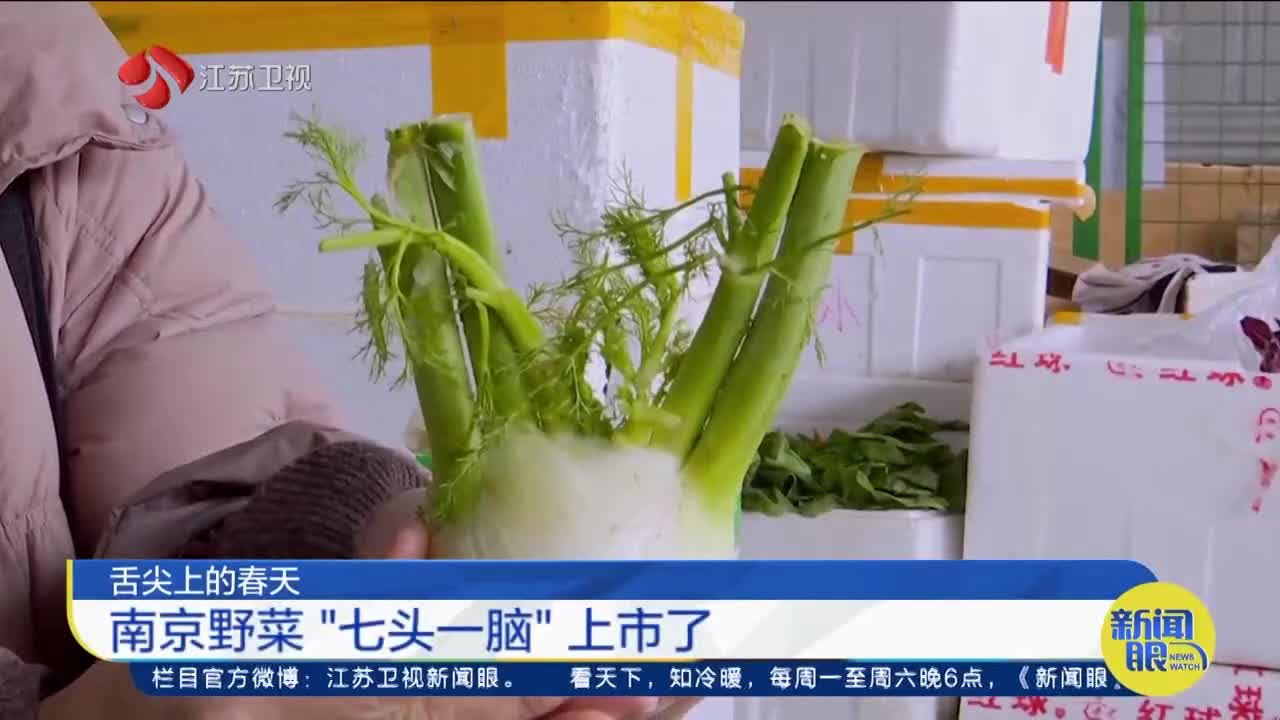 江苏卫视
舌尖上的春天
南京野菜 "七头一脑" 上市了
新闻眼
NEWS WATCH
栏目官方微博：江苏卫视新闻眼。 看天下，知冷暖，每周一至周六晚6点，《新闻眼